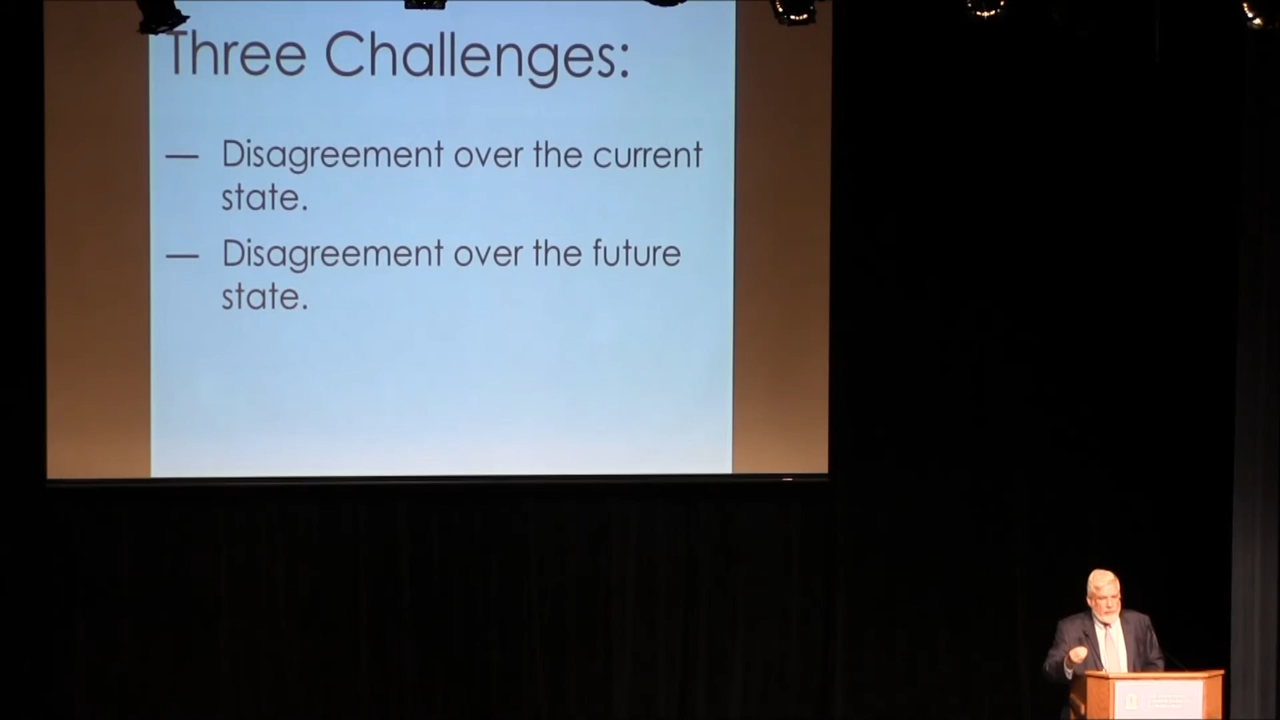 Three Challenges:
— Disagreement over the current
state.
— Disagreement over the future
state.